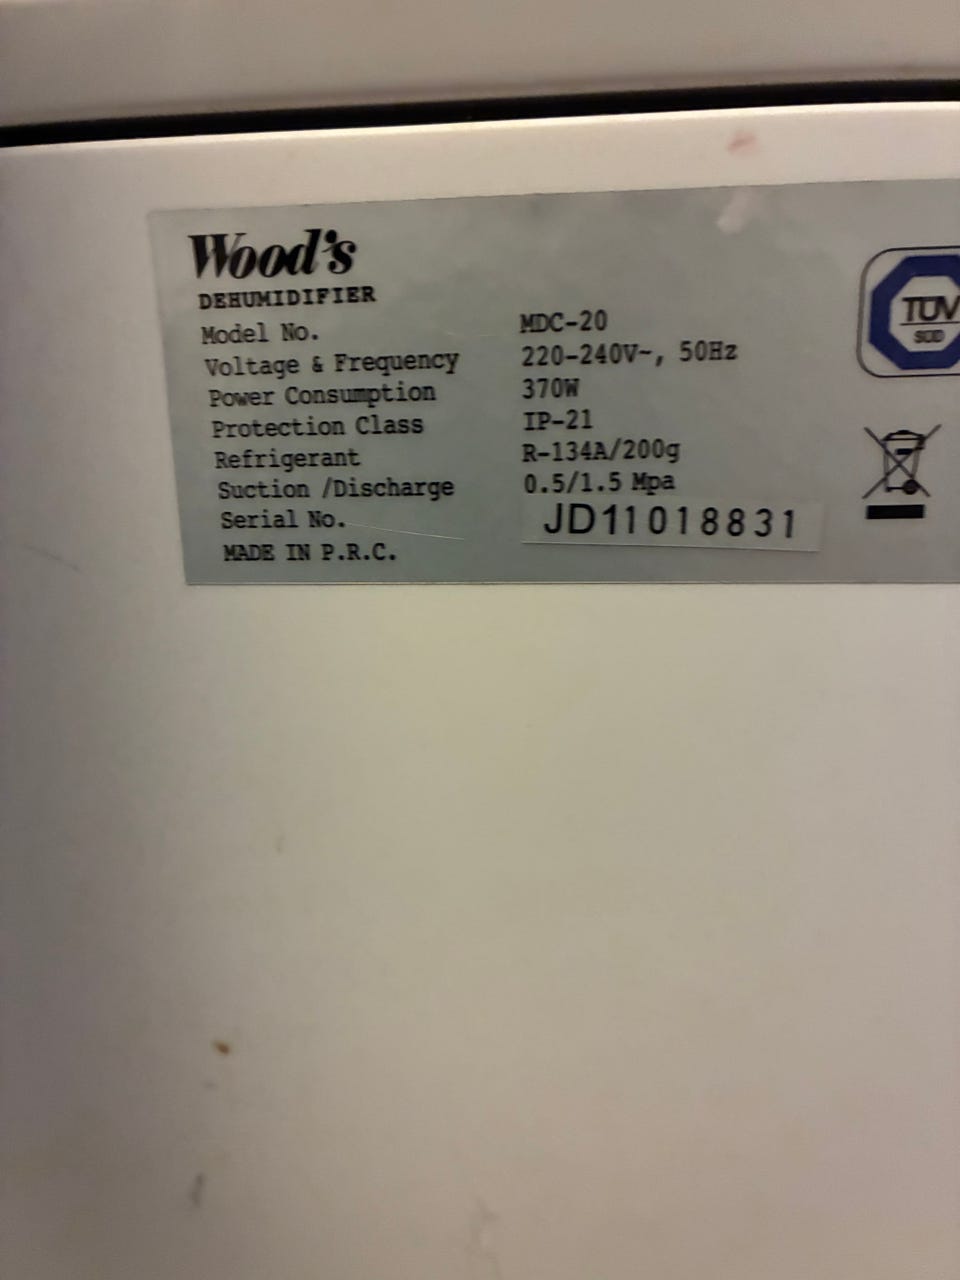 Wood's
DEHUMIDIFIER
Model No. MDC-20
Voltage & Frequency 220-240V~, 50Hz
Power Consumption 370W
Protection Class IP-21
Refrigerant R-134A/200g
Suction /Discharge 0.5/1.5 Mpa
Serial No. JD11018831
MADE IN P.R.C.
TÜV
SÜD